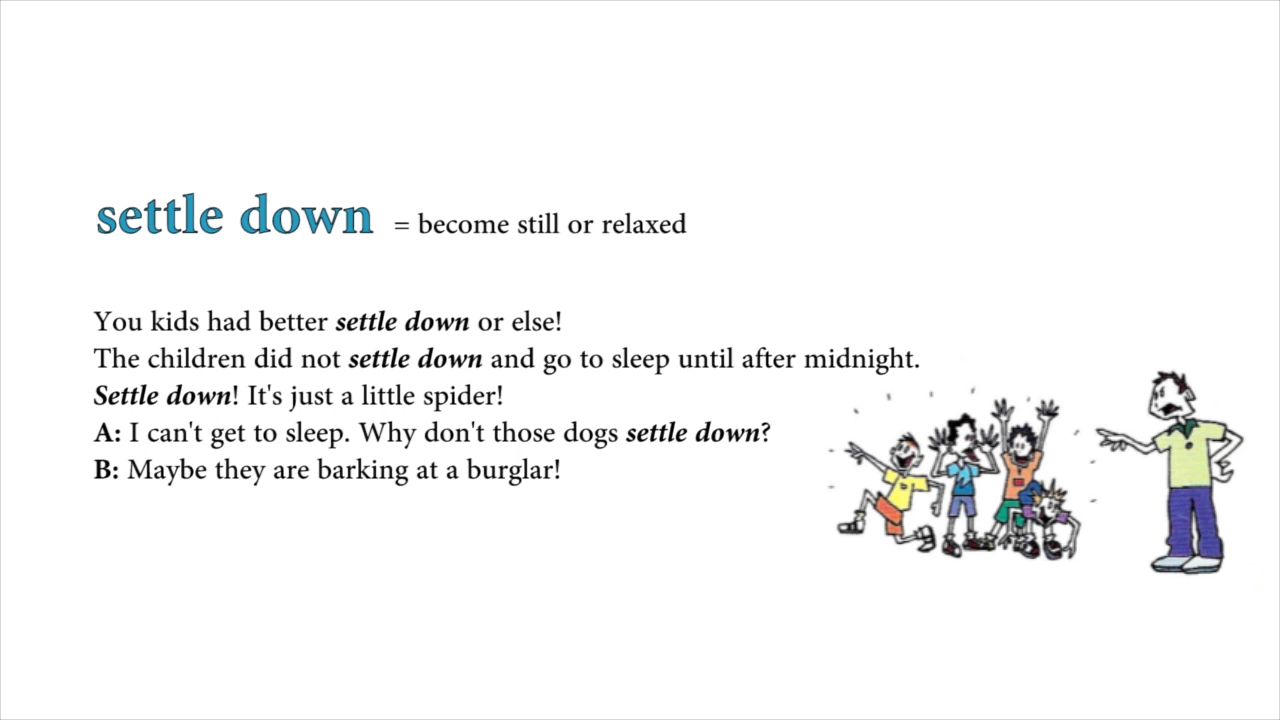 settle down = become still or relaxed
You kids had better settle down or else!
The children did not settle down and go to sleep until after midnight.
Settle down! It's just a little spider!
A: I can't get to sleep. Why don't those dogs settle down?
B: Maybe they are barking at a burglar!